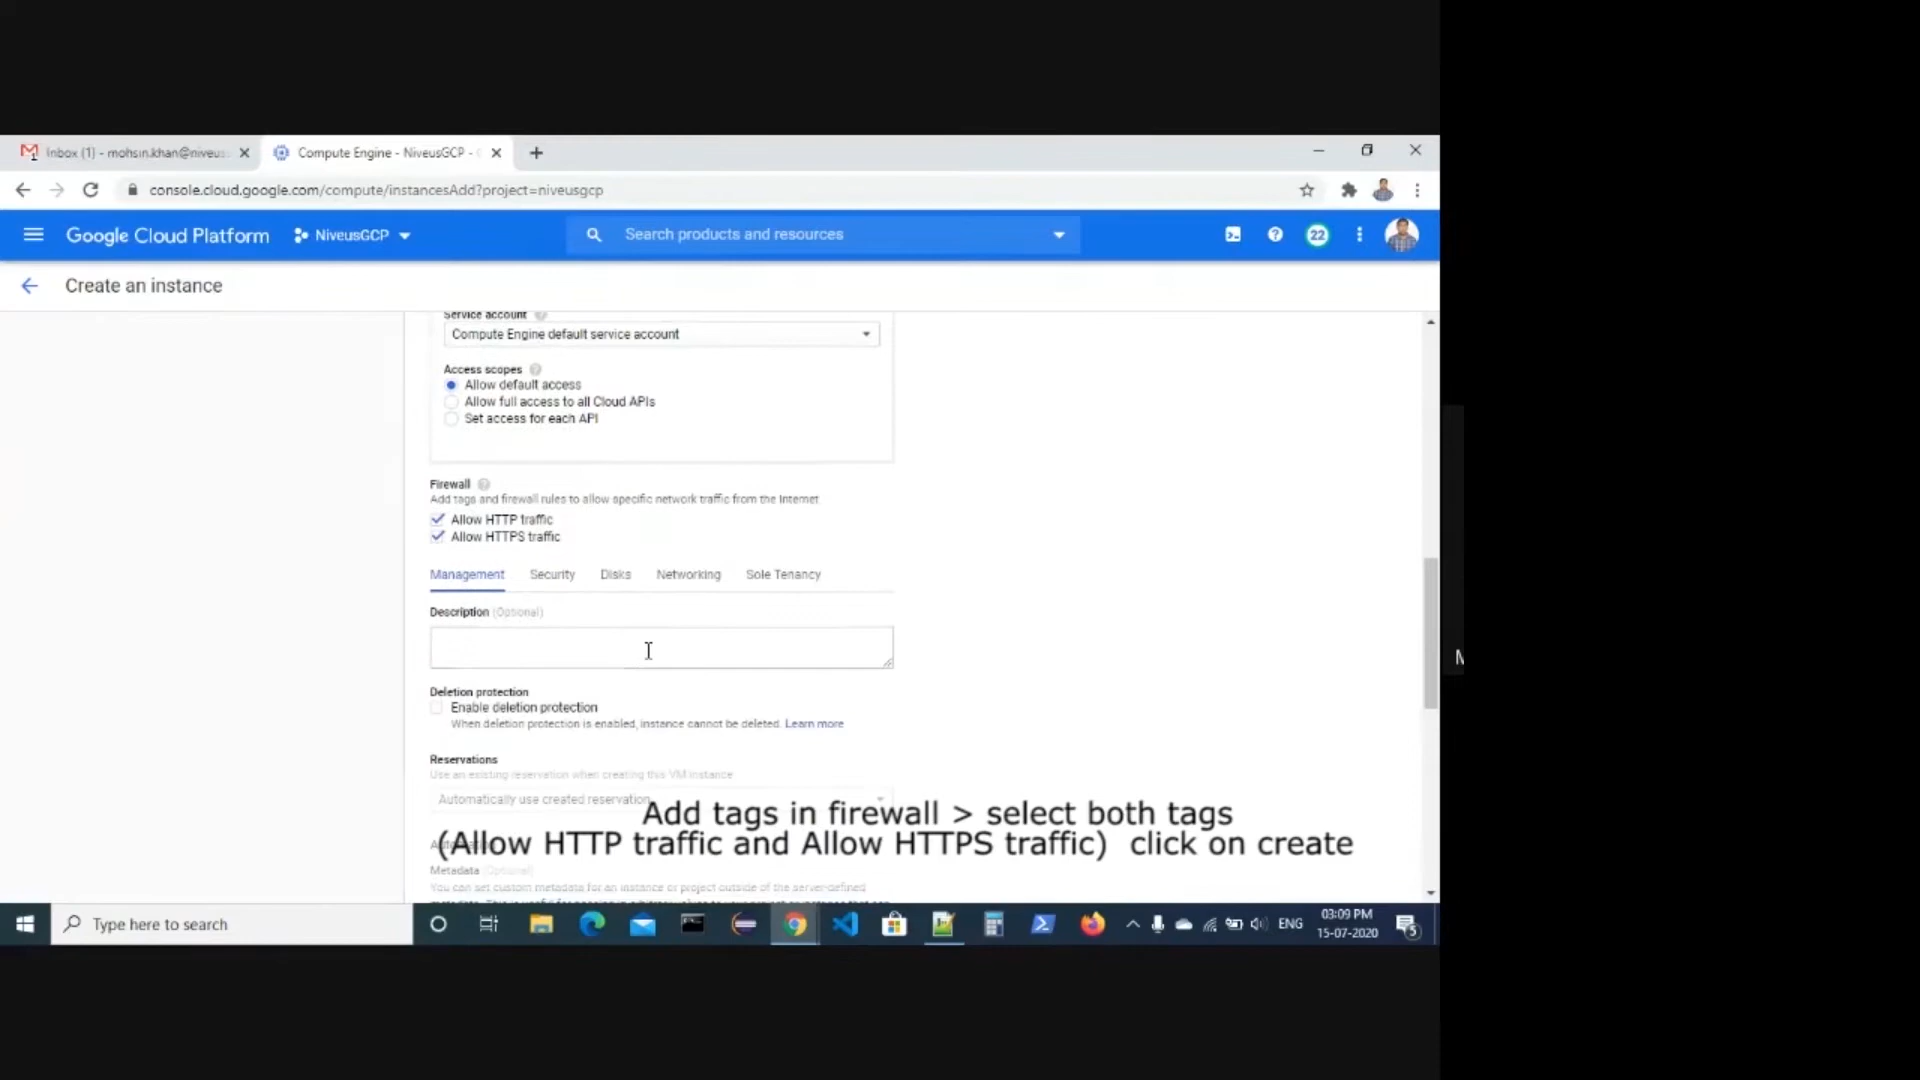 Inbox (1) - mohsin.khan@niveus
Compute Engine - NiveusGCP -
console.cloud.google.com/compute/instancesAdd?project=niveusgcp
Google Cloud Platform
NiveusGCP
Search products and resources
22
Create an instance
Service account
Compute Engine default service account
Access scopes
Allow default access
Allow full access to all Cloud APIs
Set access for each API
Firewall
Add tags and firewall rules to allow specific network traffic from the Internet
Allow HTTP traffic
Allow HTTPS traffic
Management
Security
Disks
Networking
Sole Tenancy
Description (Optional)
Deletion protection
Enable deletion protection
When deletion protection is enabled, instance cannot be deleted. Learn more
Reservations
Use an existing reservation when creating this VM instance
Automatically use created reservation
Add tags in firewall > select both tags
(Allow HTTP traffic and Allow HTTPS traffic) click on create
Metadata (Optional)
You can set custom metadata for an instance or project outside of the server-defined
M
Type here to search
ENG
03:09 PM
15-07-2020
5